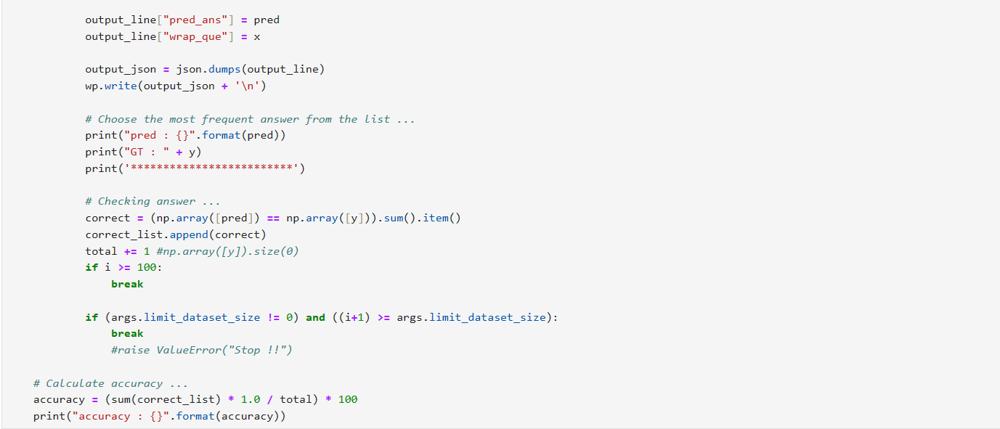 output_line["pred_ans"] = pred
output_line["wrap_que"] = x
output_json = json.dumps(output_line)
wp.write(output_json + '\n')
# Choose the most frequent answer from the list ...
print("pred : {}".format(pred))
print("GT : " + y)
print('*************************')
# Checking answer ...
correct = (np.array([pred]) == np.array([y])).sum().item()
correct_list.append(correct)
total += 1 #np.array([y]).size(0)
if i >= 100:
break
if (args.limit_dataset_size != 0) and ((i+1) >= args.limit_dataset_size):
break
#raise ValueError("Stop !!")
# Calculate accuracy ...
accuracy = (sum(correct_list) * 1.0 / total) * 100
print("accuracy : {}".format(accuracy))